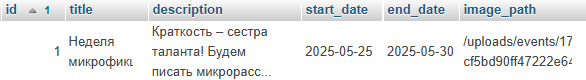 id 1 title description start_date end_date image_path
1 Неделя микрофикц Краткость – сестра таланта! Будем писать микрорасс... 2025-05-25 2025-05-30 /uploads/events/17 cf5bd90ff47222e64